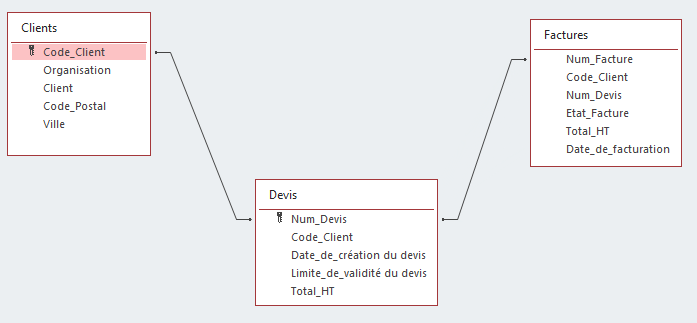 Clients
Code_Client
Organisation
Client
Code_Postal
Ville
Factures
Num_Facture
Code_Client
Num_Devis
Etat_Facture
Total_HT
Date_de_facturation
Devis
Num_Devis
Code_Client
Date_de_création du devis
Limite_de_validité du devis
Total_HT